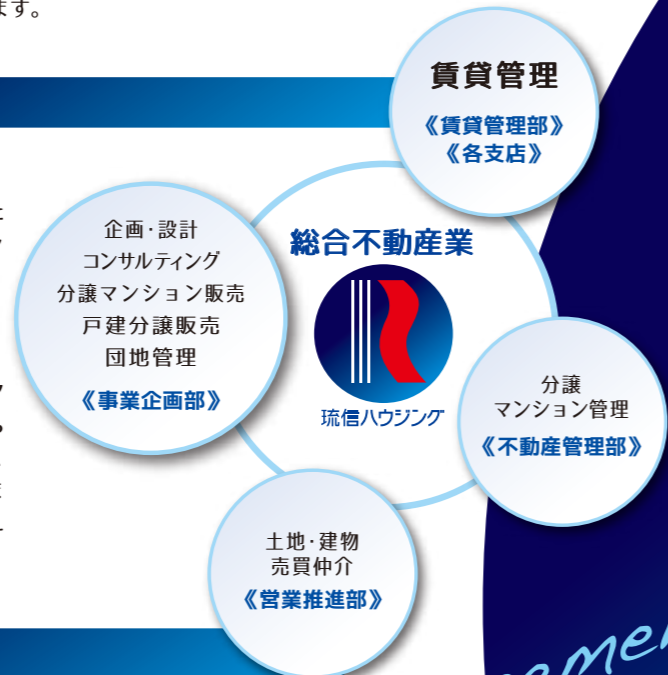 ます。
賃貸管理
《賃貸管理部》
《各支店》
企画・設計
コンサルティング
分譲マンション販売
戸建分譲販売
団地管理
《事業企画部》
総合不動産業
琉信ハウジング
分譲
マンション管理
《不動産管理部》
土地・建物
売買仲介
《営業推進部》